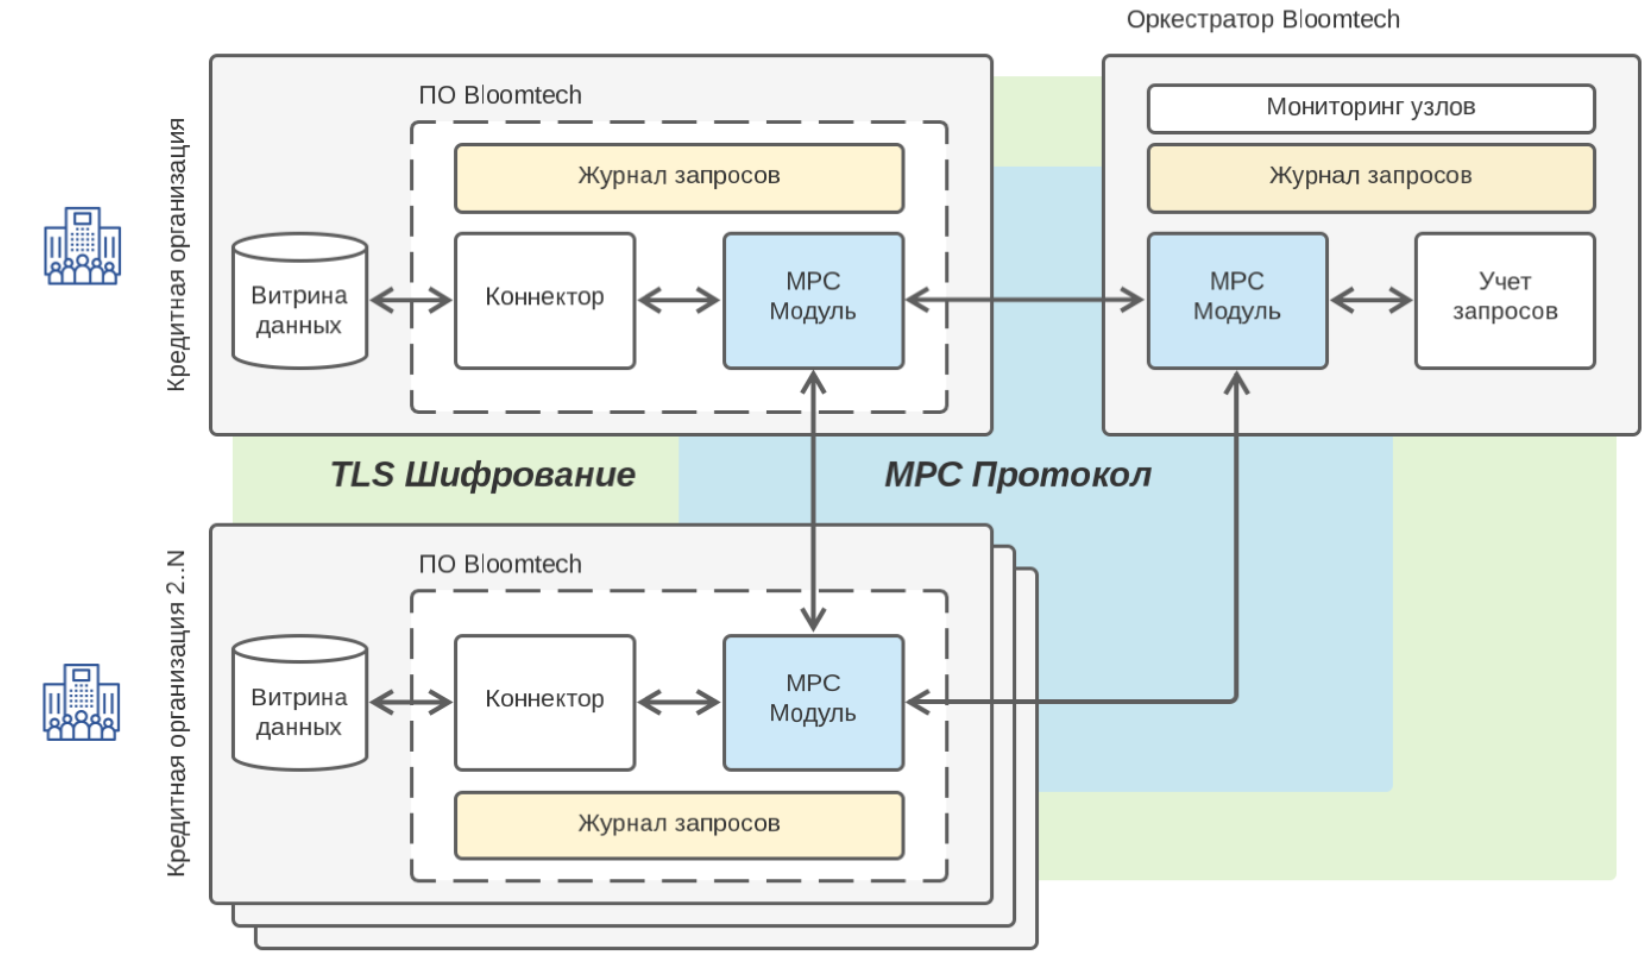 Оркестратор Bloomtech
Кредитная организация
ПО Bloomtech
Журнал запросов
Витрина
данных
Коннектор
MPC
Модуль
Мониторинг узлов
Журнал запросов
MPC
Модуль
Учет
запросов
TLS Шифрование
MPC Протокол
Кредитная организация 2..N
ПО Bloomtech
Витрина
данных
Коннектор
MPC
Модуль
Журнал запросов